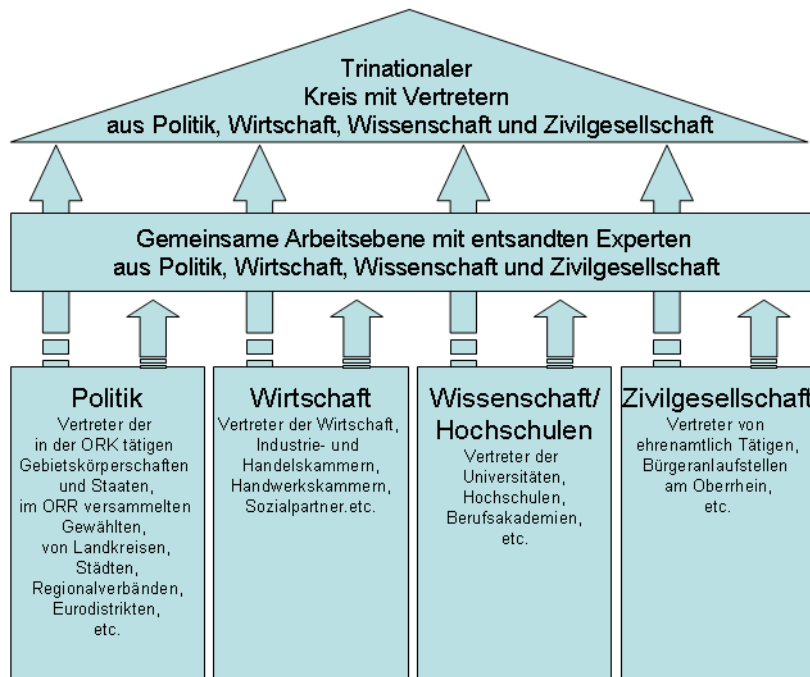 Trinationaler
Kreis mit Vertretern
aus Politik, Wirtschaft, Wissenschaft und Zivilgesellschaft
Gemeinsame Arbeitsebene mit entsandten Experten
aus Politik, Wirtschaft, Wissenschaft und Zivilgesellschaft
Politik
Vertreter der
in der ORK tätigen
Gebietskörperschaften
und Staaten,
im ORR versammelten
Gewählten,
von Landkreisen,
Städten,
Regionalverbänden,
Eurodistrikten,
etc.
Wirtschaft
Vertreter der Wirtschaft,
Industrie- und
Handelskammern,
Handwerkskammern,
Sozialpartner.etc.
Wissenschaft/
Hochschulen
Vertreter der
Universitäten,
Hochschulen,
Berufsakademien,
etc.
Zivilgesellschaft
Vertreter von
ehrenamtlich Tätigen,
Bürgeranlaufstellen
am Oberrhein,
etc.